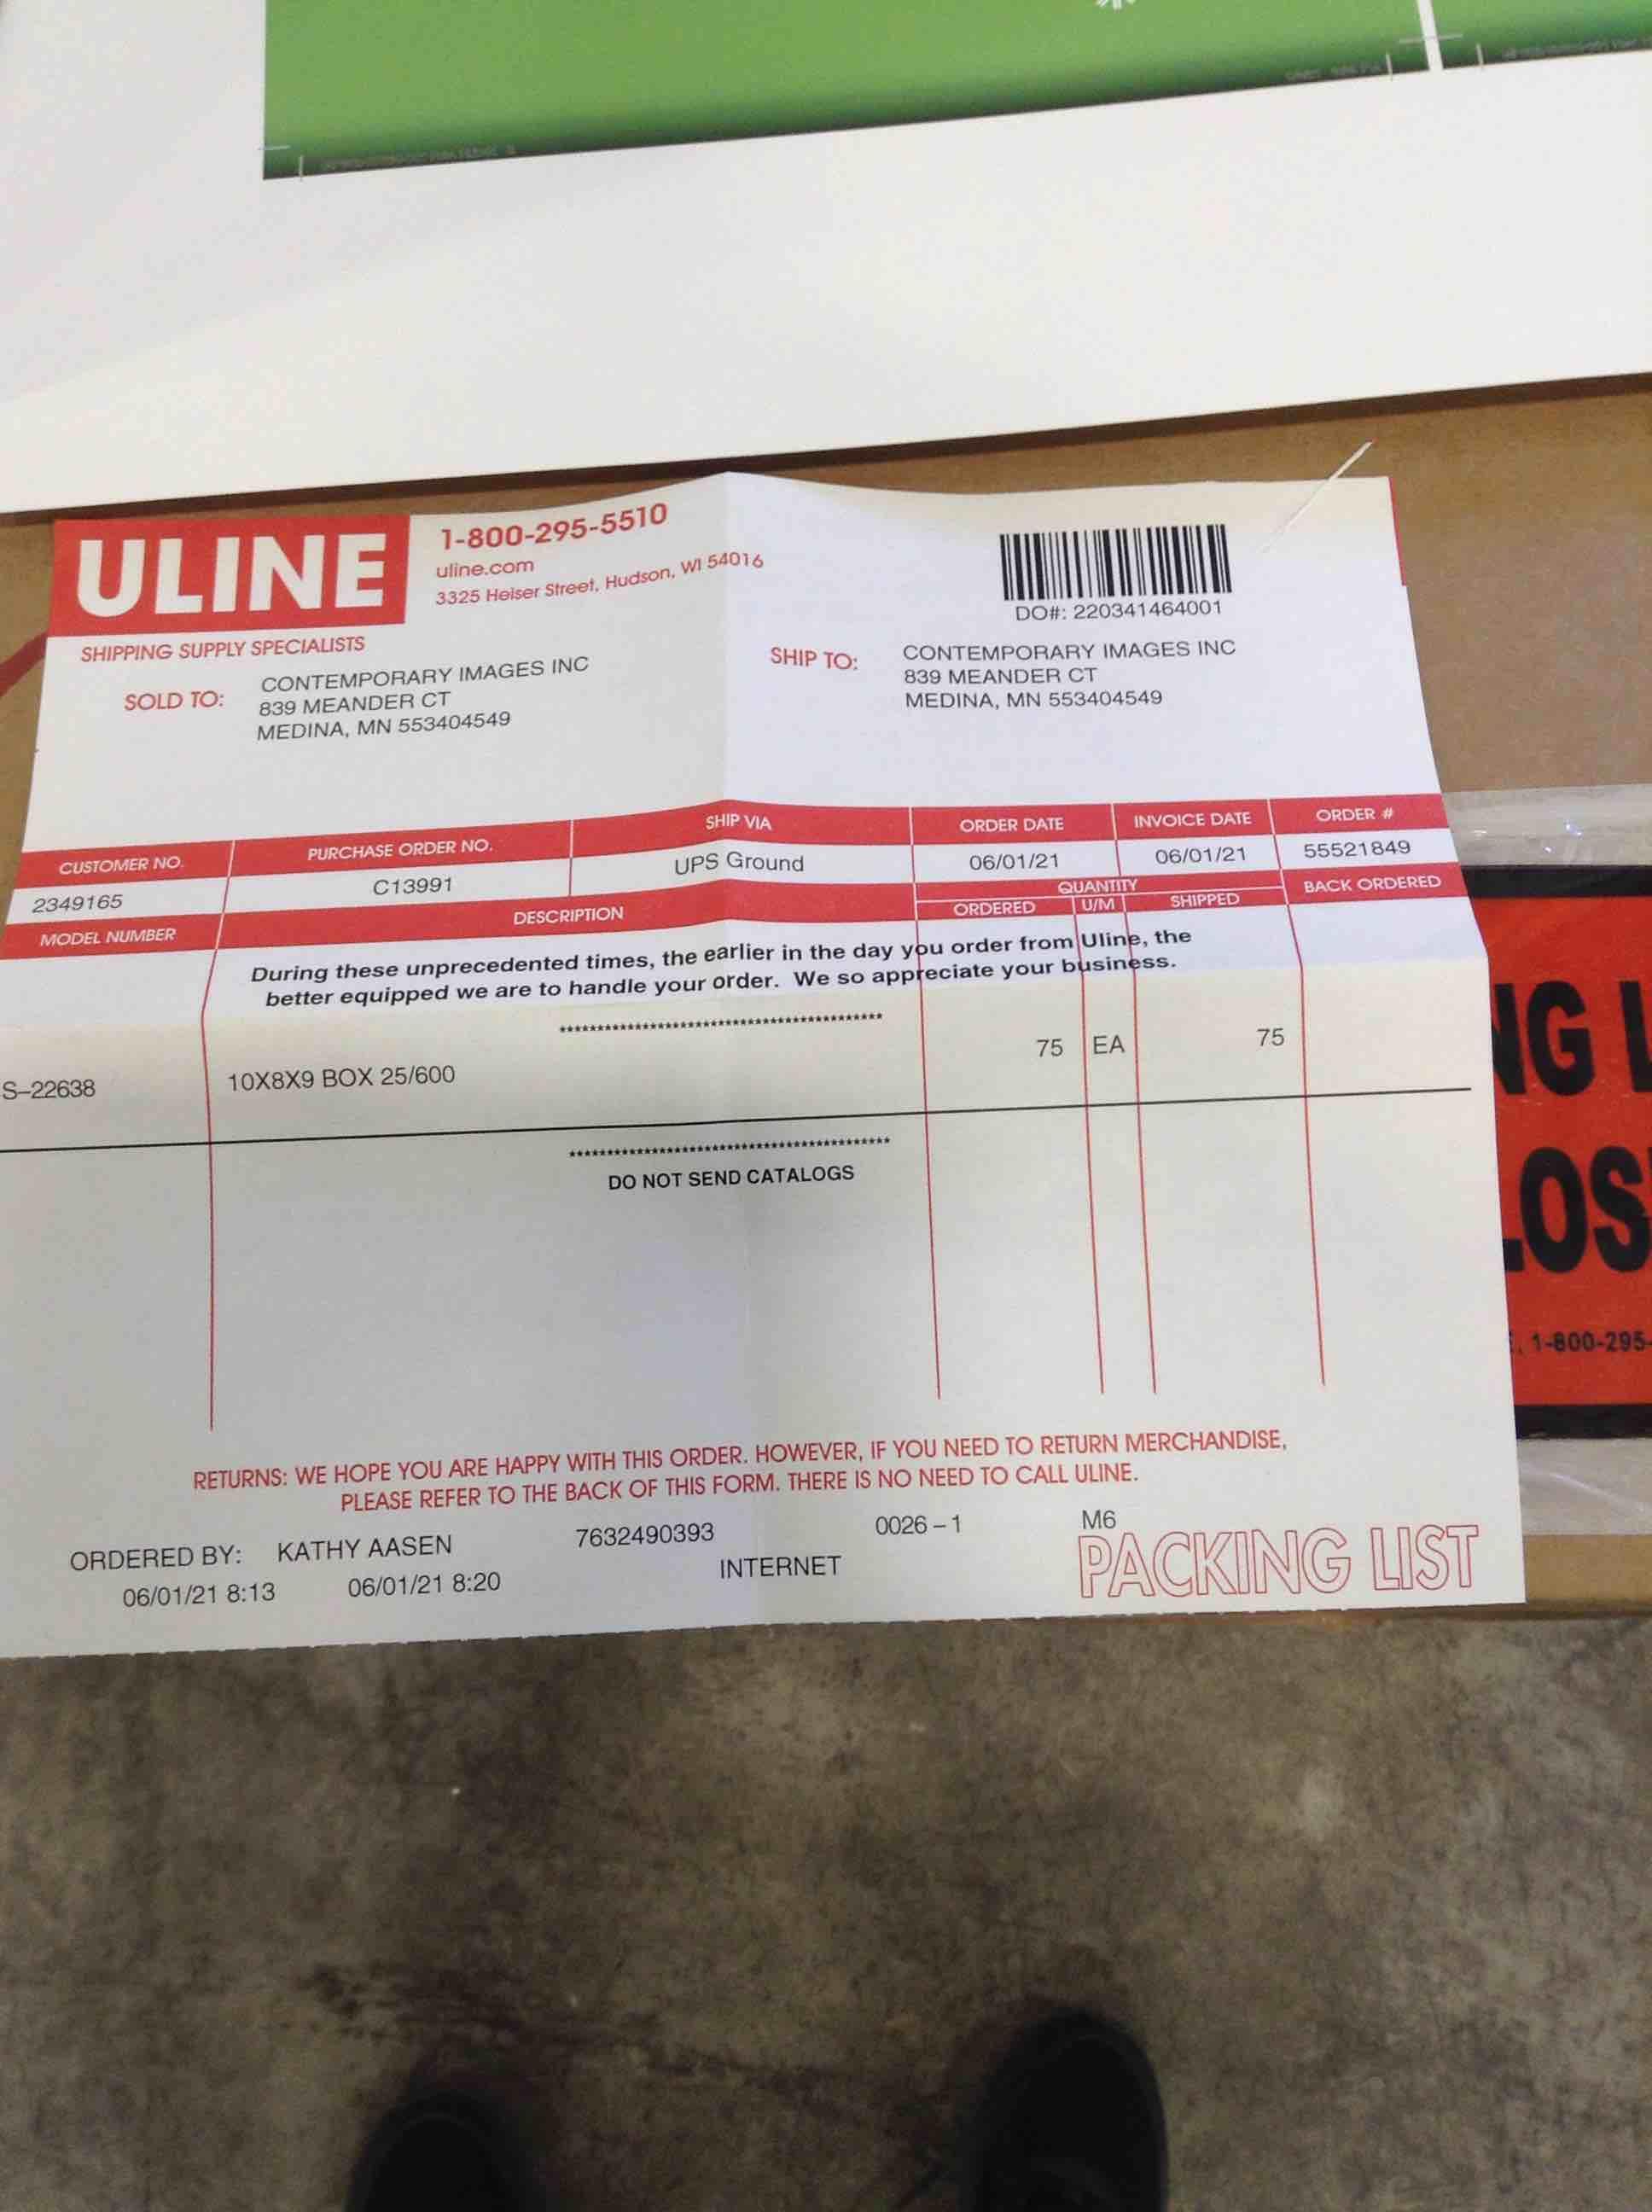 ULINE
1-800-295-5510
uline.com
3325 Heiser Street, Hudson, WI 54016
SHIPPING SUPPLY SPECIALISTS
DO#: 220341464001
SOLD TO: CONTEMPORARY IMAGES INC
839 MEANDER CT
MEDINA, MN 553404549
SHIP TO: CONTEMPORARY IMAGES INC
839 MEANDER CT
MEDINA, MN 553404549
CUSTOMER NO. PURCHASE ORDER NO. SHIP VIA ORDER DATE INVOICE DATE ORDER #
2349165 C13991 UPS Ground 06/01/21 06/01/21 55521849
MODEL NUMBER DESCRIPTION QUANTITY ORDERED U/M SHIPPED BACK ORDERED
During these unprecedented times, the earlier in the day you order from Uline, the
better equipped we are to handle your order. We so appreciate your business.
*******************************************
S-22638 10X8X9 BOX 25/600 75 EA 75
*******************************************
DO NOT SEND CATALOGS
RETURNS: WE HOPE YOU ARE HAPPY WITH THIS ORDER. HOWEVER, IF YOU NEED TO RETURN MERCHANDISE,
PLEASE REFER TO THE BACK OF THIS FORM. THERE IS NO NEED TO CALL ULINE.
ORDERED BY: KATHY AASEN 7632490393 0026-1 M6
06/01/21 8:13 06/01/21 8:20 INTERNET PACKING LIST
NG L
LOS
, 1-800-295-